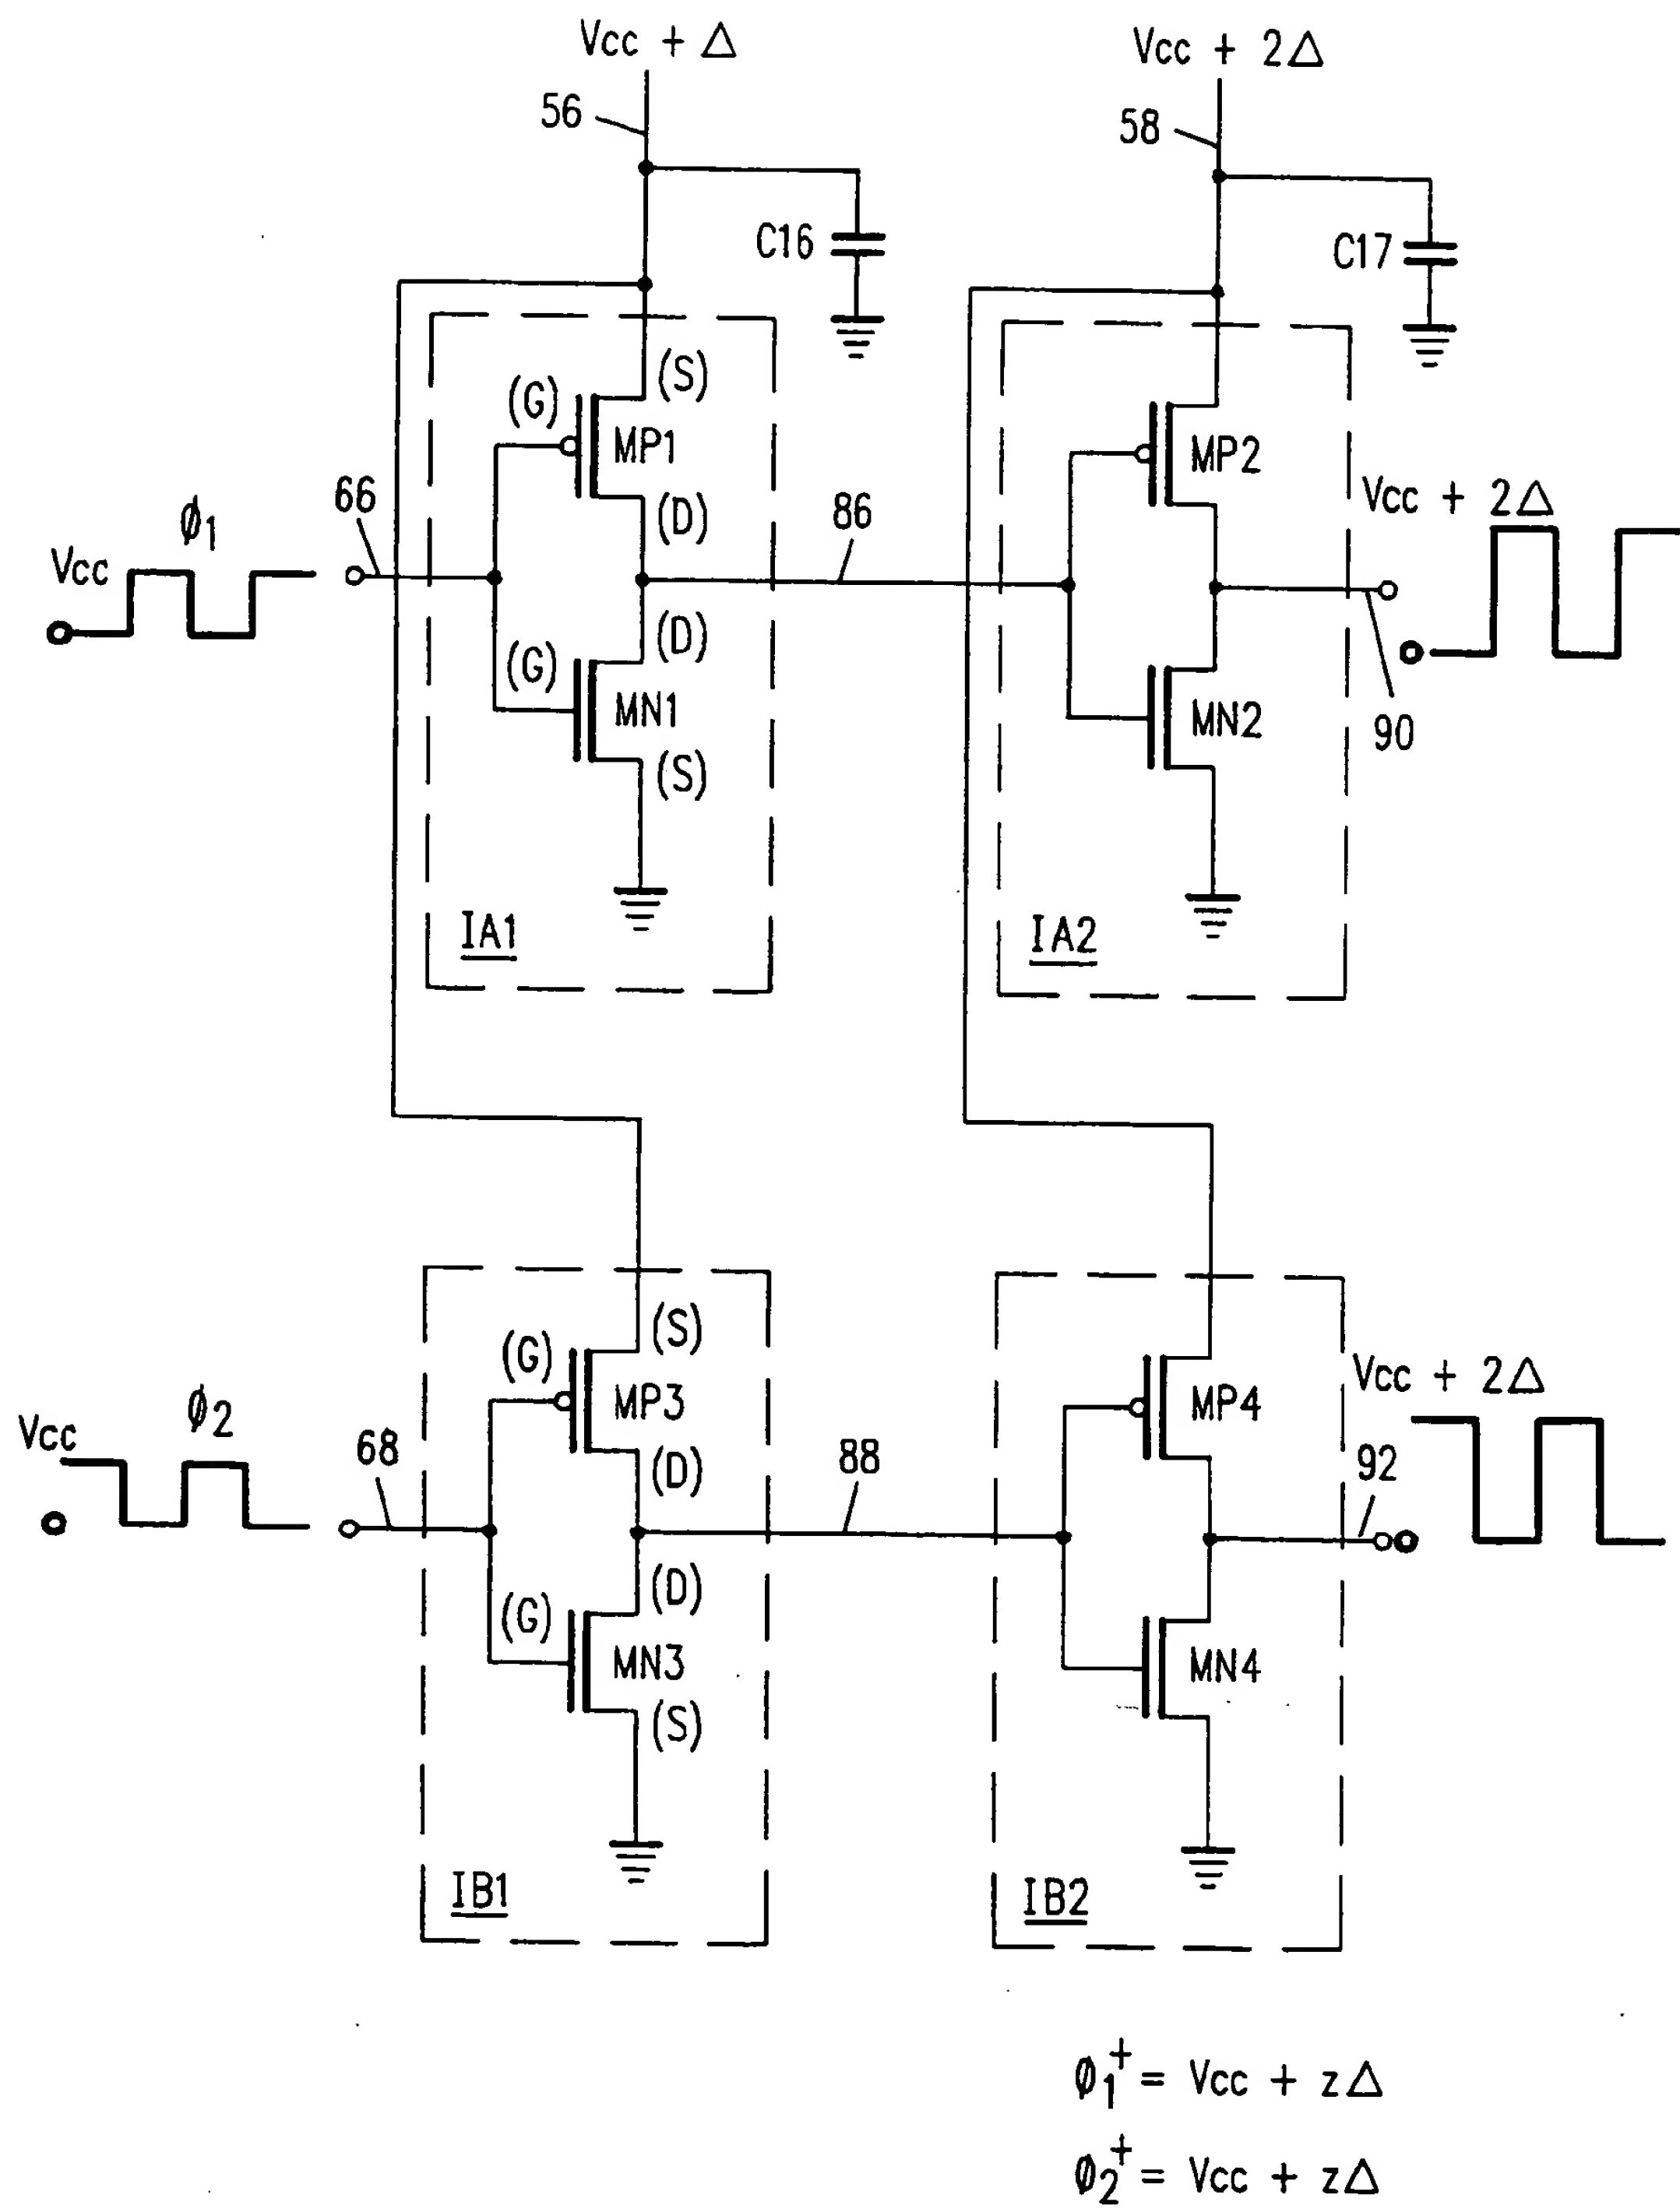 Vcc + Δ
Vcc + 2Δ
56
58
C16
C17
(S)
(G)
MP1
MP2
66
(D)
86
Vcc + 2Δ
ϕ1
Vcc
(D)
(G)
MN1
MN2
90
(S)
IA1
IA2
(S)
(G)
MP3
MP4
Vcc + 2Δ
ϕ2
Vcc
68
(D)
88
92
(D)
(G)
MN3
MN4
(S)
IB1
IB2
ϕ1⁺ = Vcc + zΔ
ϕ2⁺ = Vcc + zΔ